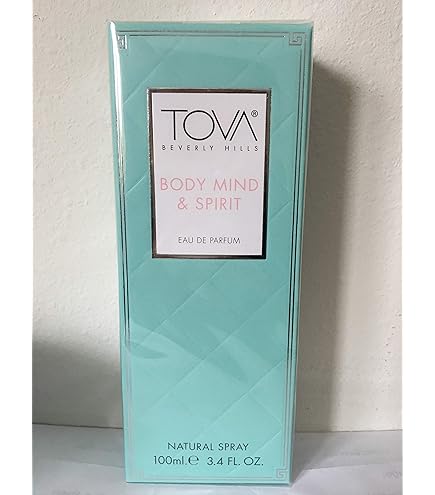 TOVA®
BEVERLY HILLS
BODY MIND
& SPIRIT
EAU DE PARFUM
NATURAL SPRAY
100ml.℮ 3.4 FL. OZ.